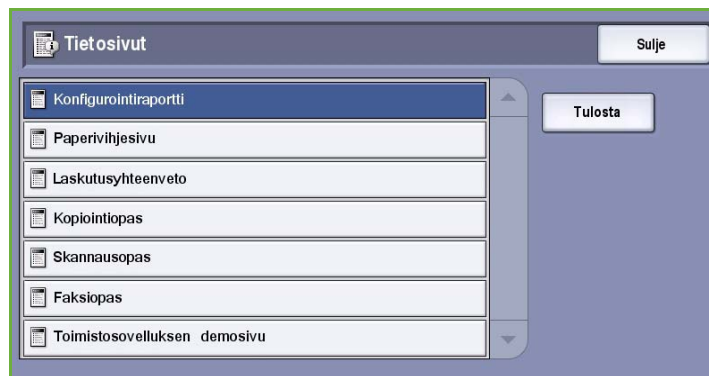 Tietosivut
Sulje
Konfigurointiraportti
Tulosta
Paperivihjesivu
Laskutusyhteenveto
Kopiointiopas
Skannausopas
Faksiopas
Toimistosovelluksen demosivu